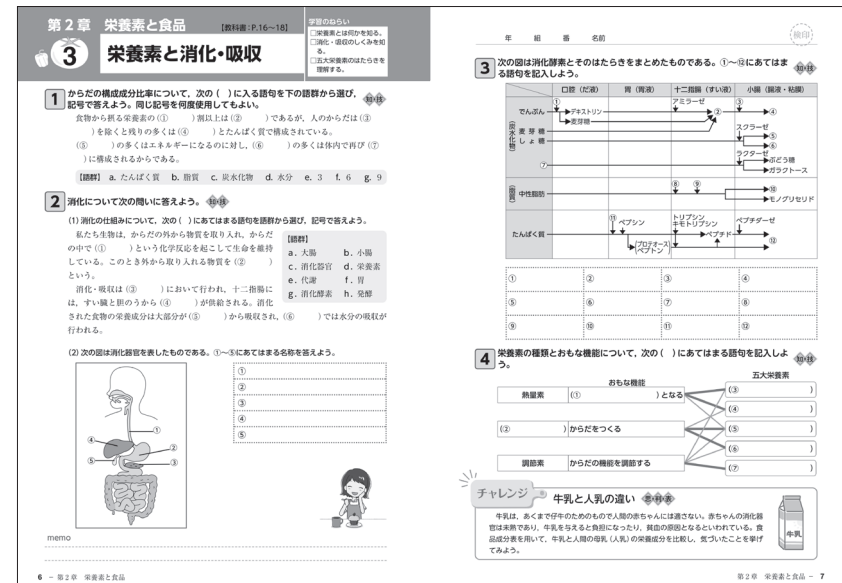 第2章 栄養素と食品
【教科書:P.16~18】
3
栄養素と消化・吸収
学習のねらい
□栄養素とは何かを知る。
□消化・吸収のしくみを知る。
□五大栄養素のはたらきを理解する。
1 からだの構成成分比率について,次の( )に入る語句を下の語群から選び,
記号で答えよう。同じ記号を何度使用してもよい。 知・技
食物から摂る栄養素の(① )割以上は(② )であるが,人のからだは(③
)を除くと残りの多くは(④ )とたんぱく質で構成されている。
(⑤ )の多くはエネルギーになるのに対し,(⑥ )の多くは体内で再び(⑦
)に構成されるからである。
【語群】 a. たんぱく質 b. 脂質 c. 炭水化物 d. 水分 e. 3 f. 6 g. 9
2 消化について次の問いに答えよう。 知・技
(1) 消化の仕組みについて,次の( )にあてはまる語句を語群から選び,記号で答えよう。
私たち生物は,からだの外から物質を取り入れ,からだ
の中で(① )という化学反応を起こして生命を維持
している。このとき外から取り入れる物質を(② )
という。
消化・吸収は(③ )において行われ,十二指腸に
は,すい臓と胆のうから(④ )が供給される。消化
された食物の栄養成分は大部分が(⑤ )から吸収され,(⑥ )では水分の吸収が
行われる。
【語群】
a. 大腸 b. 小腸
c. 消化器官 d. 栄養素
e. 代謝 f. 胃
g. 消化酵素 h. 発酵
(2) 次の図は消化器官を表したものである。①~⑤にあてはまる名称を答えよう。
①
②
③
④
⑤
①
②
③
④
⑤
memo
6 - 第2章 栄養素と食品
年 組 番 名前
検印
3 次の図は消化酵素とそのはたらきをまとめたものである。①~⑫にあてはま
る語句を記入しよう。 知・技
口腔(だ液) 胃(胃液) 十二指腸(すい液) 小腸(腸液・粘膜)
(炭水化物)
でんぷん ① デキストリン 麦芽糖 アミラーゼ ② ③ ④
麦芽糖
しょ糖 スクラーゼ ⑤ ⑥
⑦ ラクターゼ ぶどう糖 ガラクトース
(脂質) 中性脂肪 ⑧ ⑨ ⑩ モノグリセリド
たんぱく質 ⑪ ペプシン (プロテオース)ペプトン トリプシン キモトリプシン ペプチド ペプチダーゼ ⑫
① ② ③ ④
⑤ ⑥ ⑦ ⑧
⑨ ⑩ ⑪ ⑫
4 栄養素の種類とおもな機能について,次の( )にあてはまる語句を記入しよ
う。 知・技
おもな機能 五大栄養素
熱量素 (① )となる
(② ) からだをつくる
調節素 からだの機能を調節する
(③ )
(④ )
(⑤ )
(⑥ )
(⑦ )
チャレンジ 牛乳と人乳の違い 思・判・表
牛乳は,あくまで仔牛のためのもので人間の赤ちゃんには適さない。赤ちゃんの消化器
官は未熟であり,牛乳を与えると負担になったり,貧血の原因となるといわれている。食
品成分表を用いて,牛乳と人間の母乳(人乳)の栄養成分を比較し,気づいたことを挙げ
てみよう。
牛乳
第2章 栄養素と食品 - 7